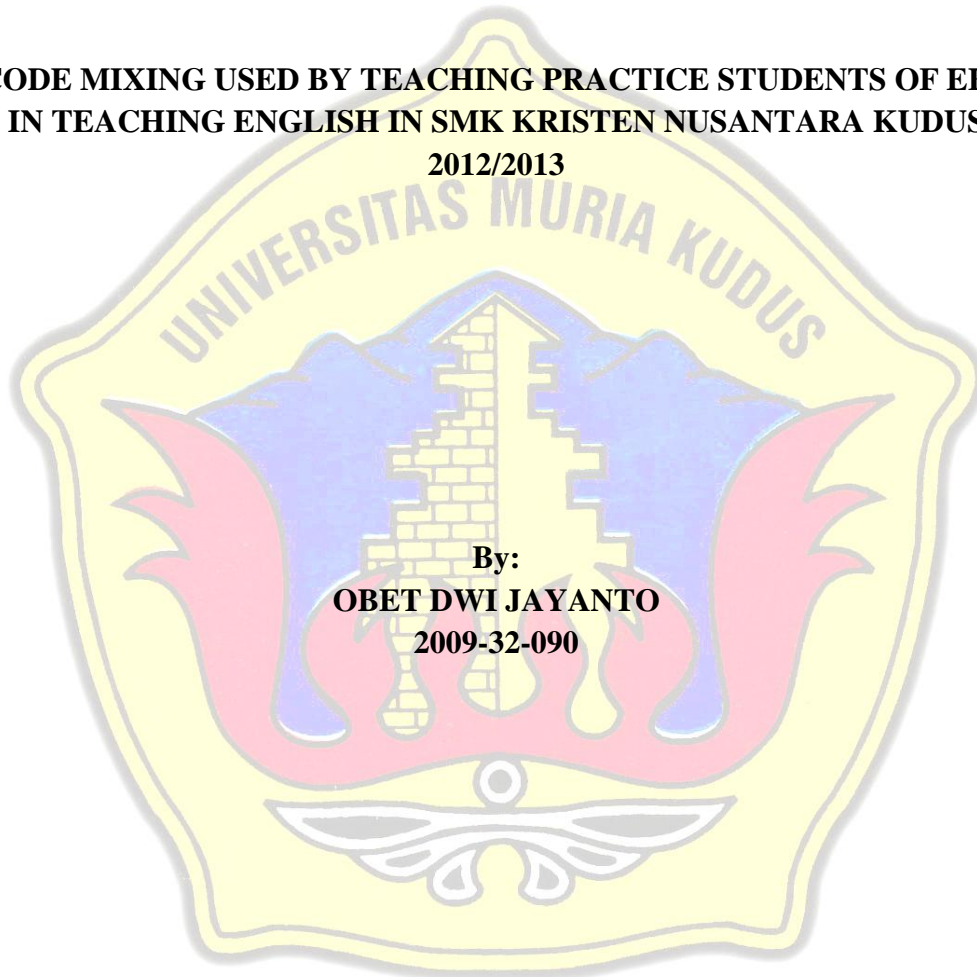 CODE MIXING USED BY TEACHING PRACTICE STUDENTS OF
IN TEACHING ENGLISH IN SMK KRISTEN NUSANTARA KUDUS
2012/2013
UNIVERSITAS MURIA KUDUS
By:
OBET DWI JAYANTO
2009-32-090